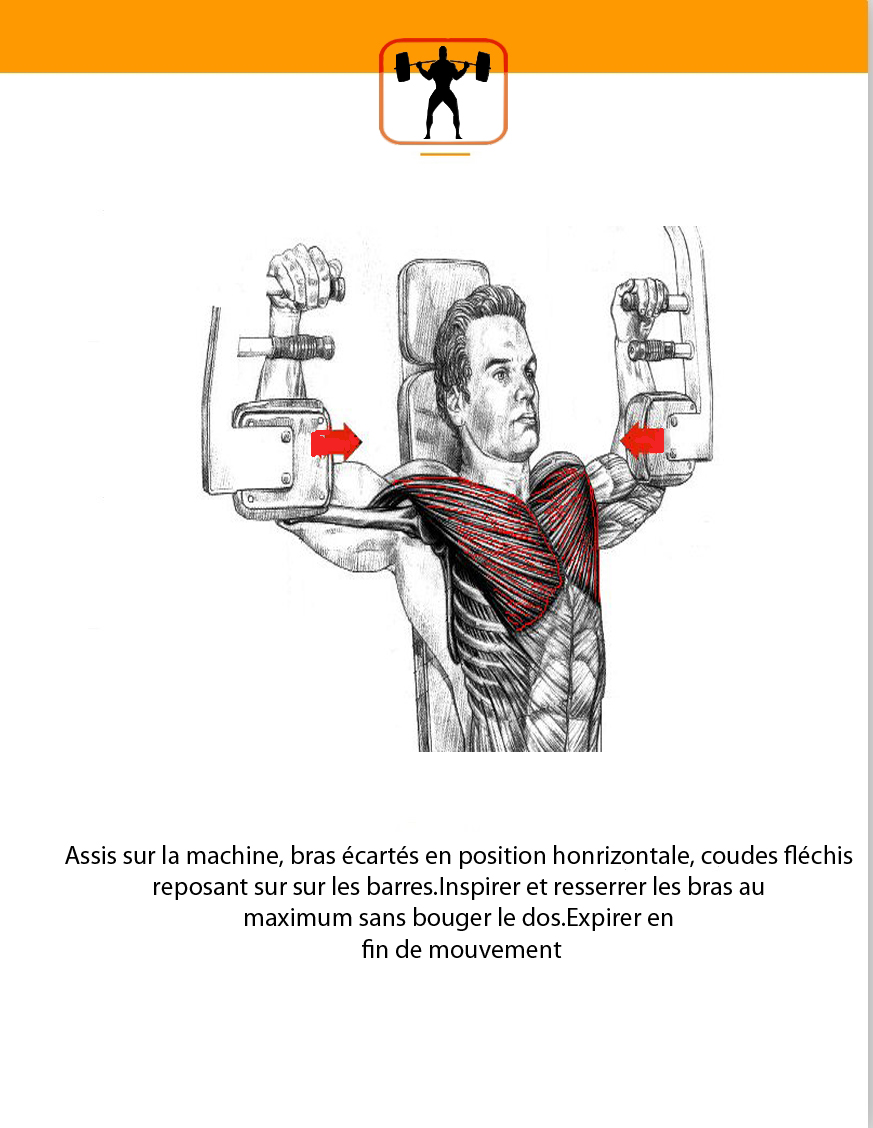 Assis sur la machine, bras écartés en position honrizontale, coudes fléchis
reposant sur sur les barres.Inspirer et resserrer les bras au
maximum sans bouger le dos.Expirer en
fin de mouvement